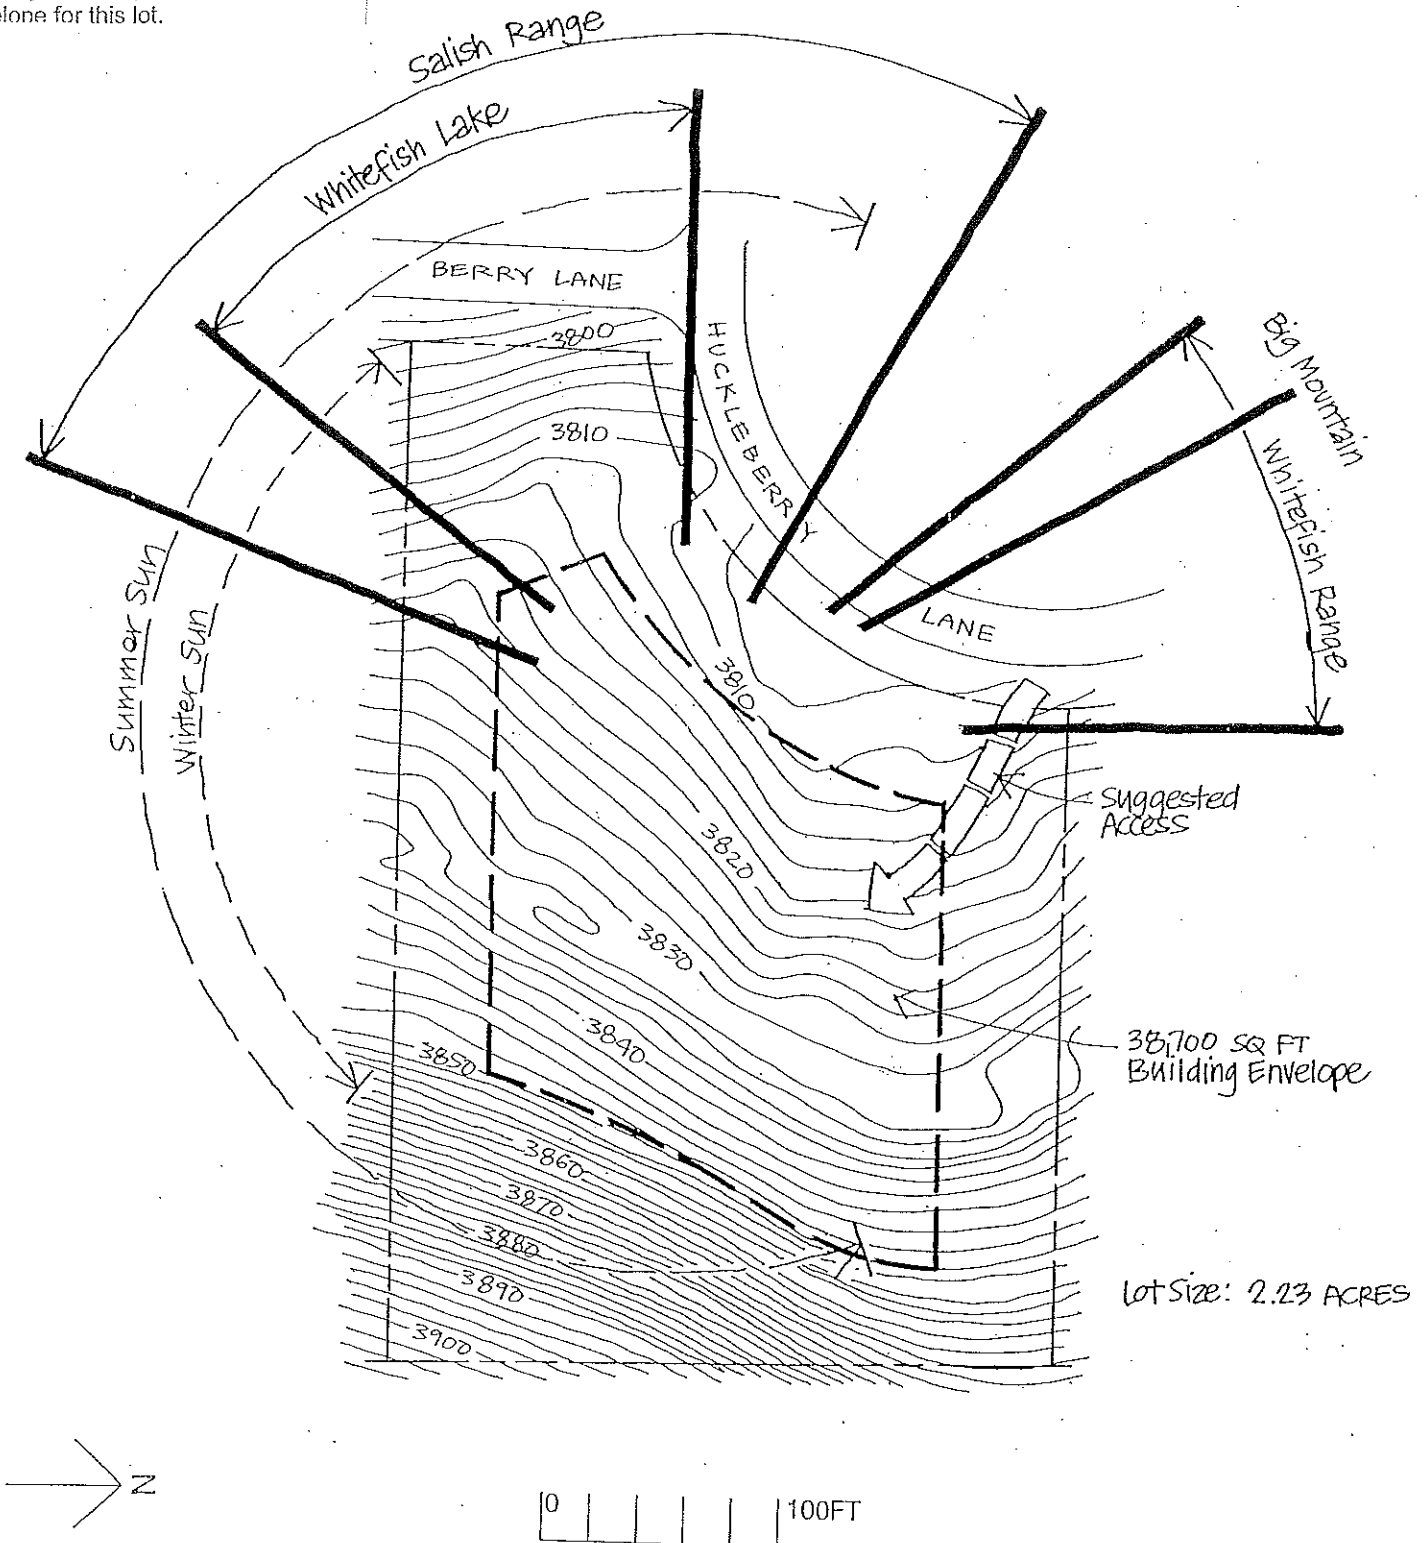 for this lot.
Salish Range
Whitefish Lake
BERRY LANE
3800
HUCKLEBERRY
LANE
3810
Big Mountain
Whitefish Range
Summer Sun
Winter Sun
3810
Suggested
Access
3820
3830
38,700 SQ FT
Building Envelope
3840
3850
3860
3870
3880
3890
3900
Lot Size: 2.23 ACRES
N
0
100FT